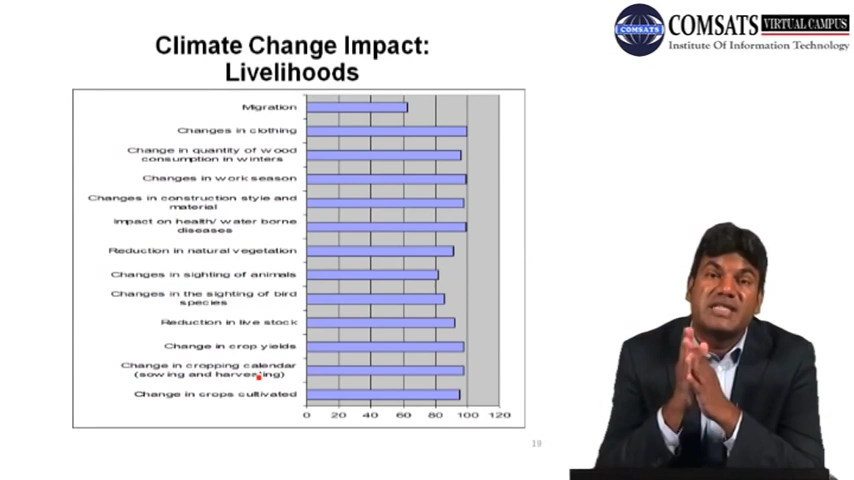 COMSATS VIRTUAL CAMPUS
COMSATS
Institute Of Information Technology
Climate Change Impact:
Livelihoods
Migration
Changes in clothing
Change in quantity of wood
consumption in winters
Changes in work season
Changes in construction style and
material
Impact on health/ water borne
diseases
Reduction in natural vegetation
Changes in sighting of animals
Changes in the sighting of bird
species
Reduction in live stock
Change in crop yields
Change in cropping calendar
(sowing and harvesting)
Change in crops cultivated
0 20 40 60 80 100 120
19